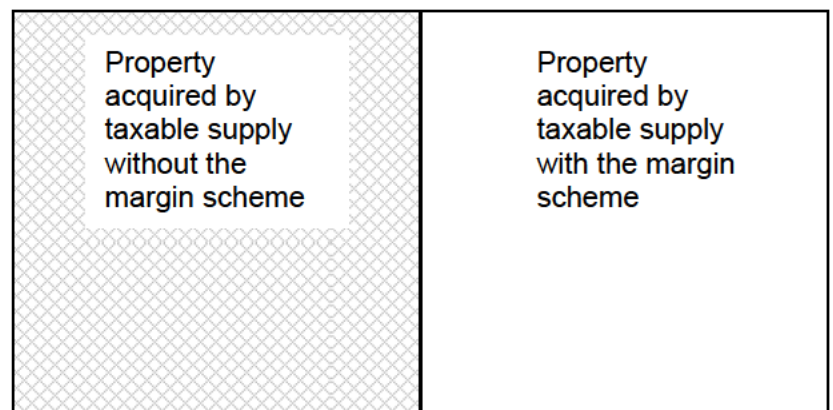 Property
acquired by
taxable supply
without the
margin scheme
Property
acquired by
taxable supply
with the margin
scheme